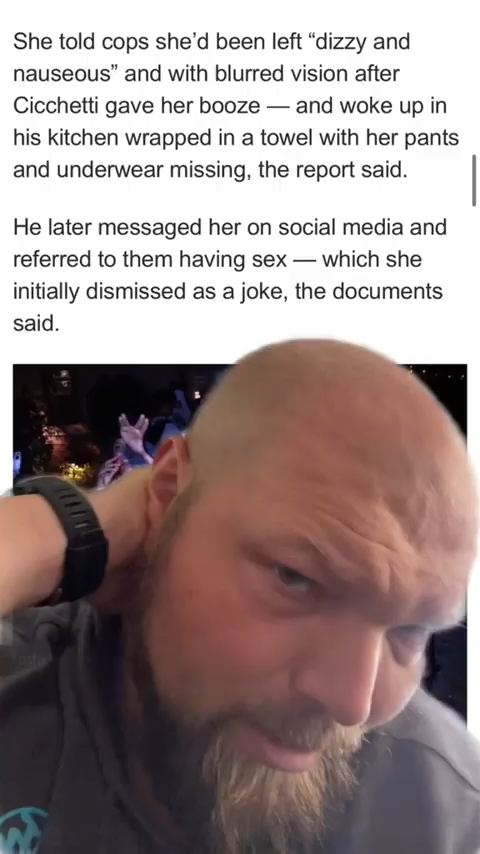 She told cops she’d been left “dizzy and
nauseous” and with blurred vision after
Cicchetti gave her booze — and woke up in
his kitchen wrapped in a towel with her pants
and underwear missing, the report said.
He later messaged her on social media and
referred to them having sex — which she
initially dismissed as a joke, the documents
said.